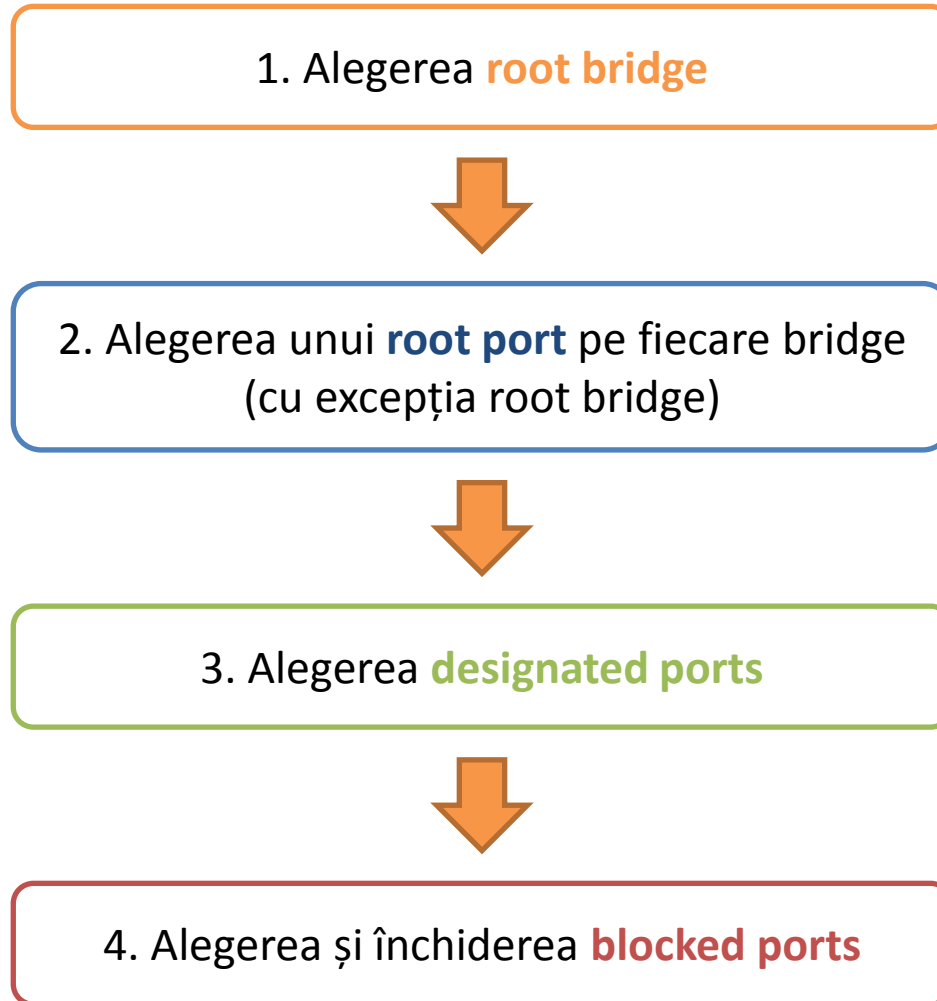 1. Alegerea root bridge
2. Alegerea unui root port pe fiecare bridge
(cu excepția root bridge)
3. Alegerea designated ports
4. Alegerea și închiderea blocked ports